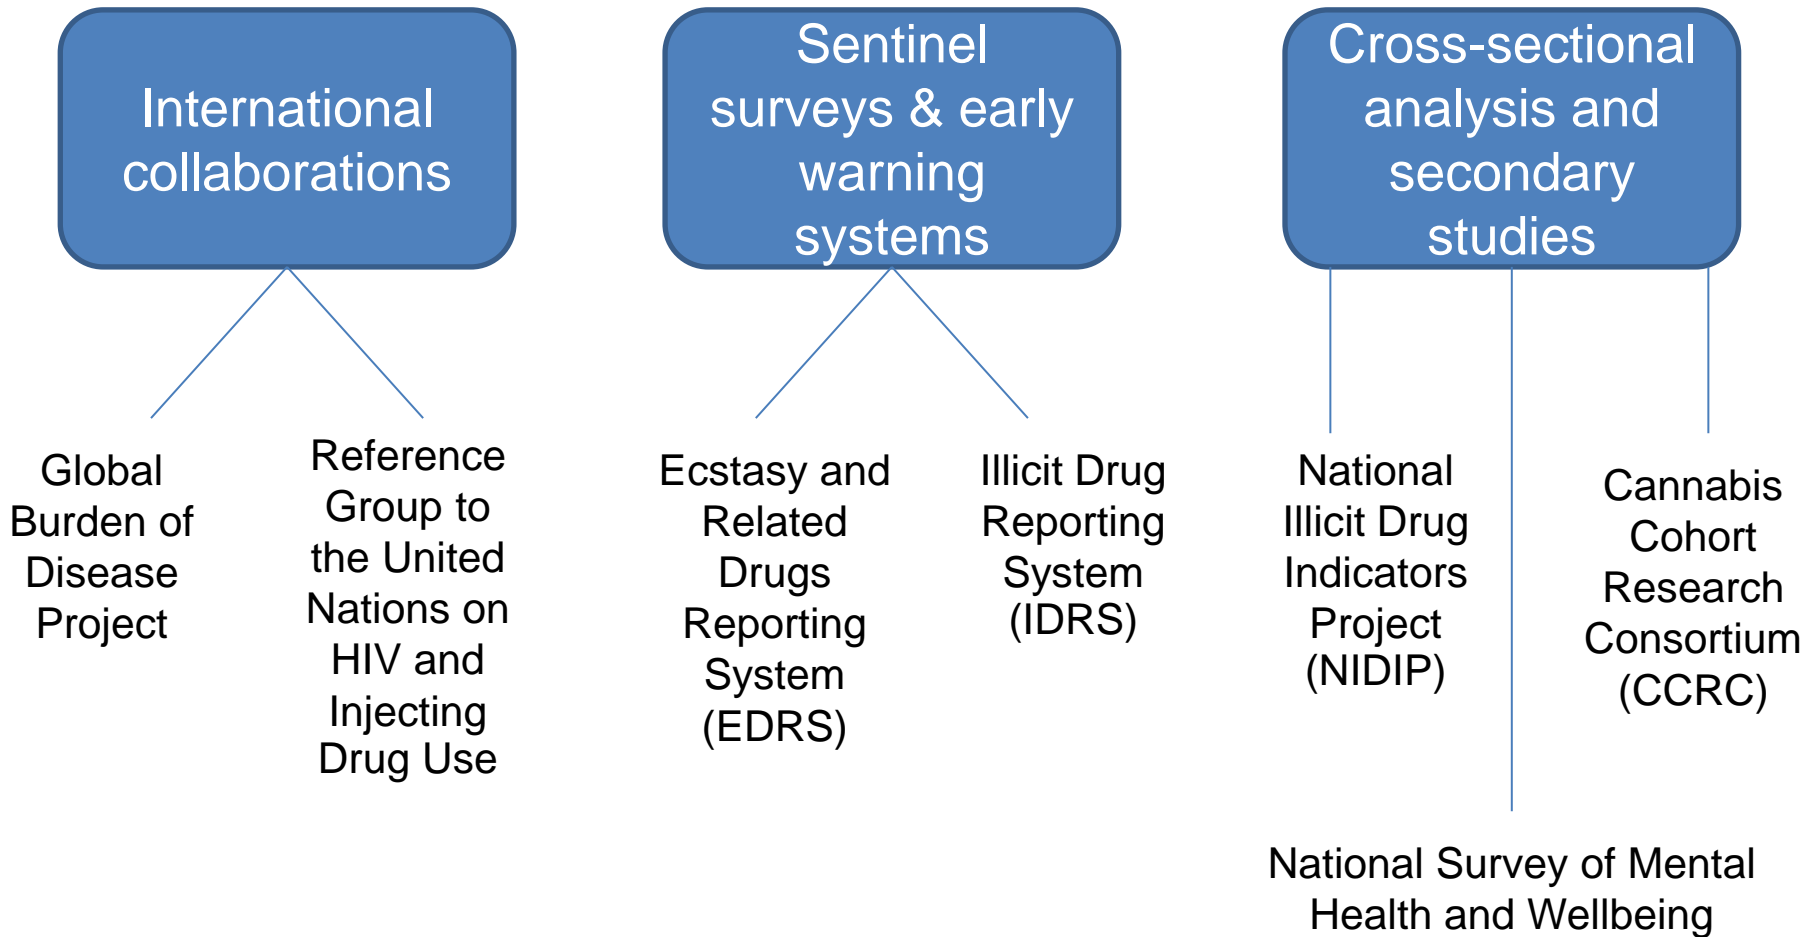 International
collaborations
Sentinel
surveys & early
warning
systems
Cross-sectional
analysis and
secondary
studies
Global
Burden of
Disease
Project
Reference
Group to
the United
Nations on
HIV and
Injecting
Drug Use
Ecstasy and
Related
Drugs
Reporting
System
(EDRS)
Illicit Drug
Reporting
System
(IDRS)
National
Illicit Drug
Indicators
Project
(NIDIP)
Cannabis
Cohort
Research
Consortium
(CCRC)
National Survey of Mental
Health and Wellbeing